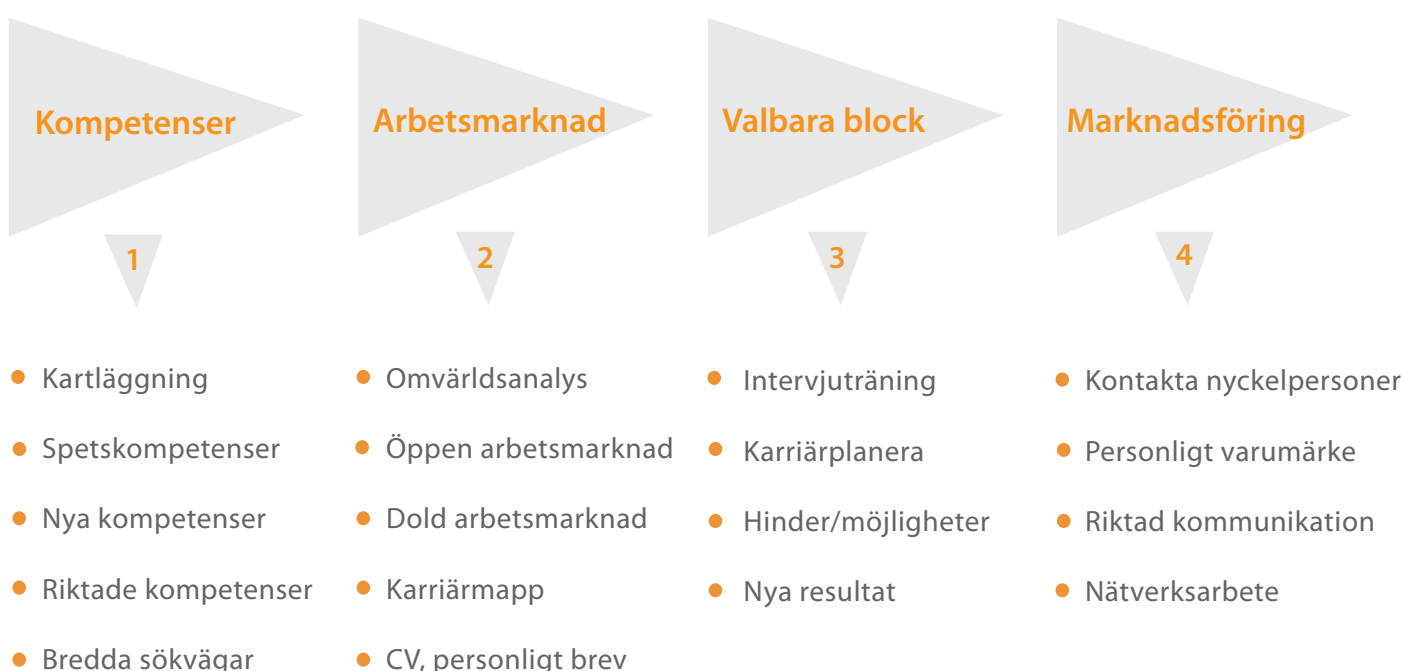 Kompetenser
1
Kartläggning
Spetskompetenser
Nya kompetenser
Riktade kompetenser
Bredda sökvägar
Arbetsmarknad
2
Omvärldsanalys
Öppen arbetsmarknad
Dold arbetsmarknad
Karriärmapp
CV, personligt brev
Valbara block
3
Intervjuträning
Karriärplanera
Hinder/möjligheter
Nya resultat
Marknadsföring
4
Kontakta nyckelpersoner
Personligt varumärke
Riktad kommunikation
Nätverksarbete